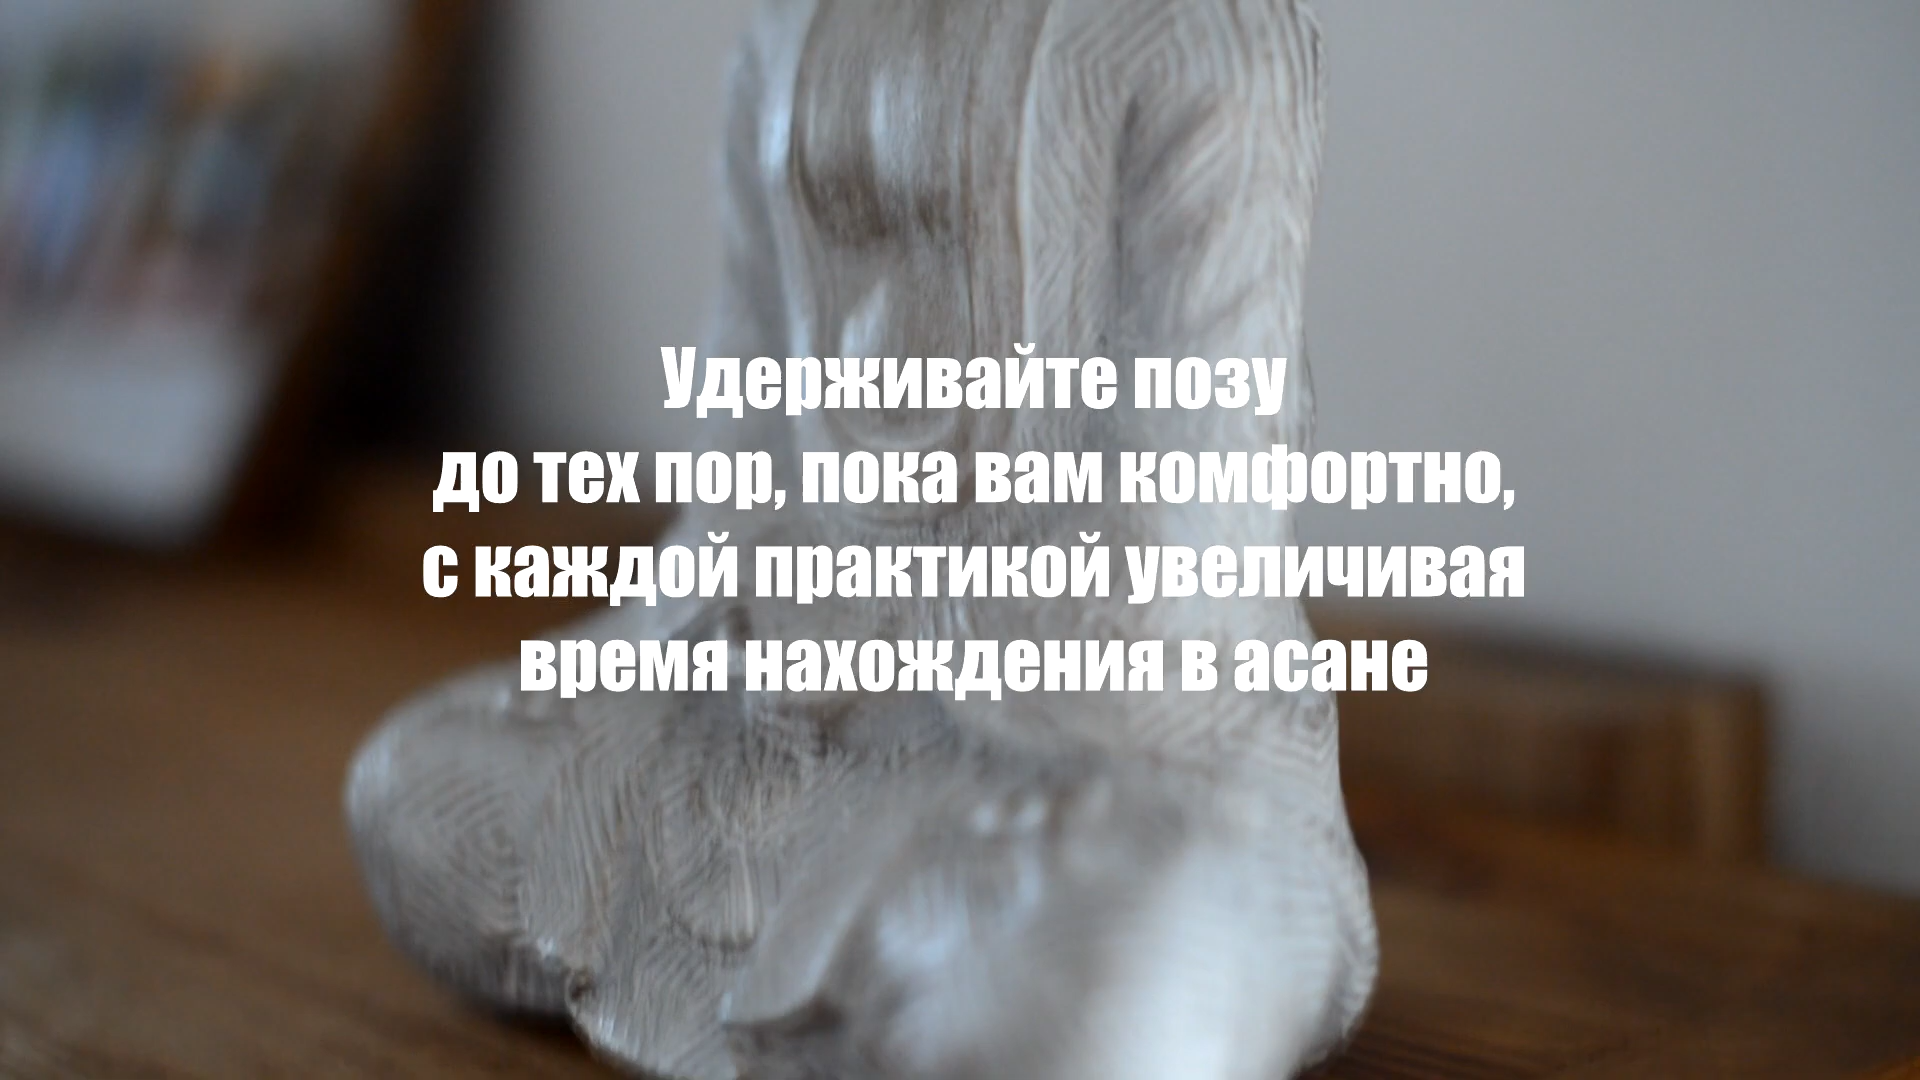 Удерживайте позу
до тех пор, пока вам комфортно,
с каждой практикой увеличивая
время нахождения в асане